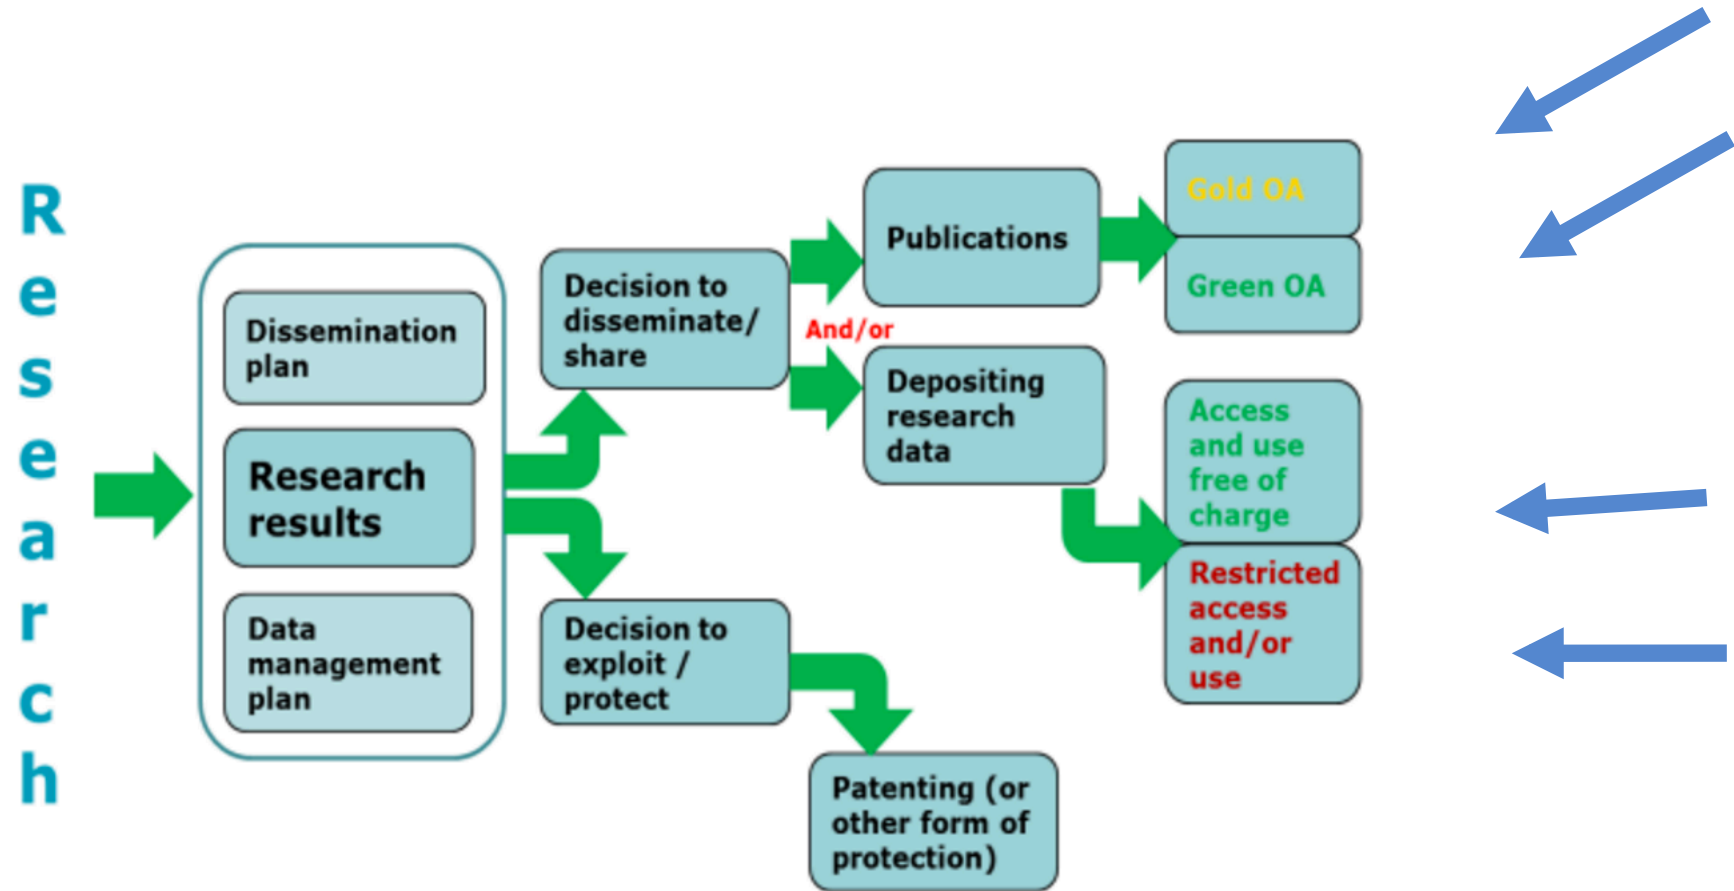 Research
Dissemination
plan
Research
results
Data
management
plan
Decision to
disseminate/
share
Decision to
exploit /
protect
And/or
Publications
Depositing
research
data
Patenting (or
other form of
protection)
Gold OA
Green OA
Access
and use
free of
charge
Restricted
access
and/or
use